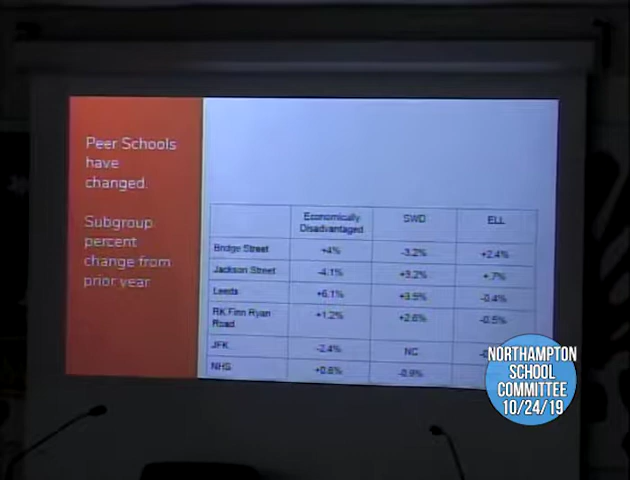 Peer Schools
have
changed.
Subgroup
percent
change from
prior year
Economically
Disadvantaged
SWD
ELL
Bridge Street
+4%
-3.2%
+2.4%
Jackson Street
-4.1%
+.7%
Leeds
+6.1%
+3.5%
-0.4%
RK Finn Ryan
Road
+1.2%
+2.6%
-0.5%
JFK
-2.4%
NC
NHS
+0.6%
-0.9%
NORTHAMPTON
SCHOOL
COMMITTEE
10/24/19